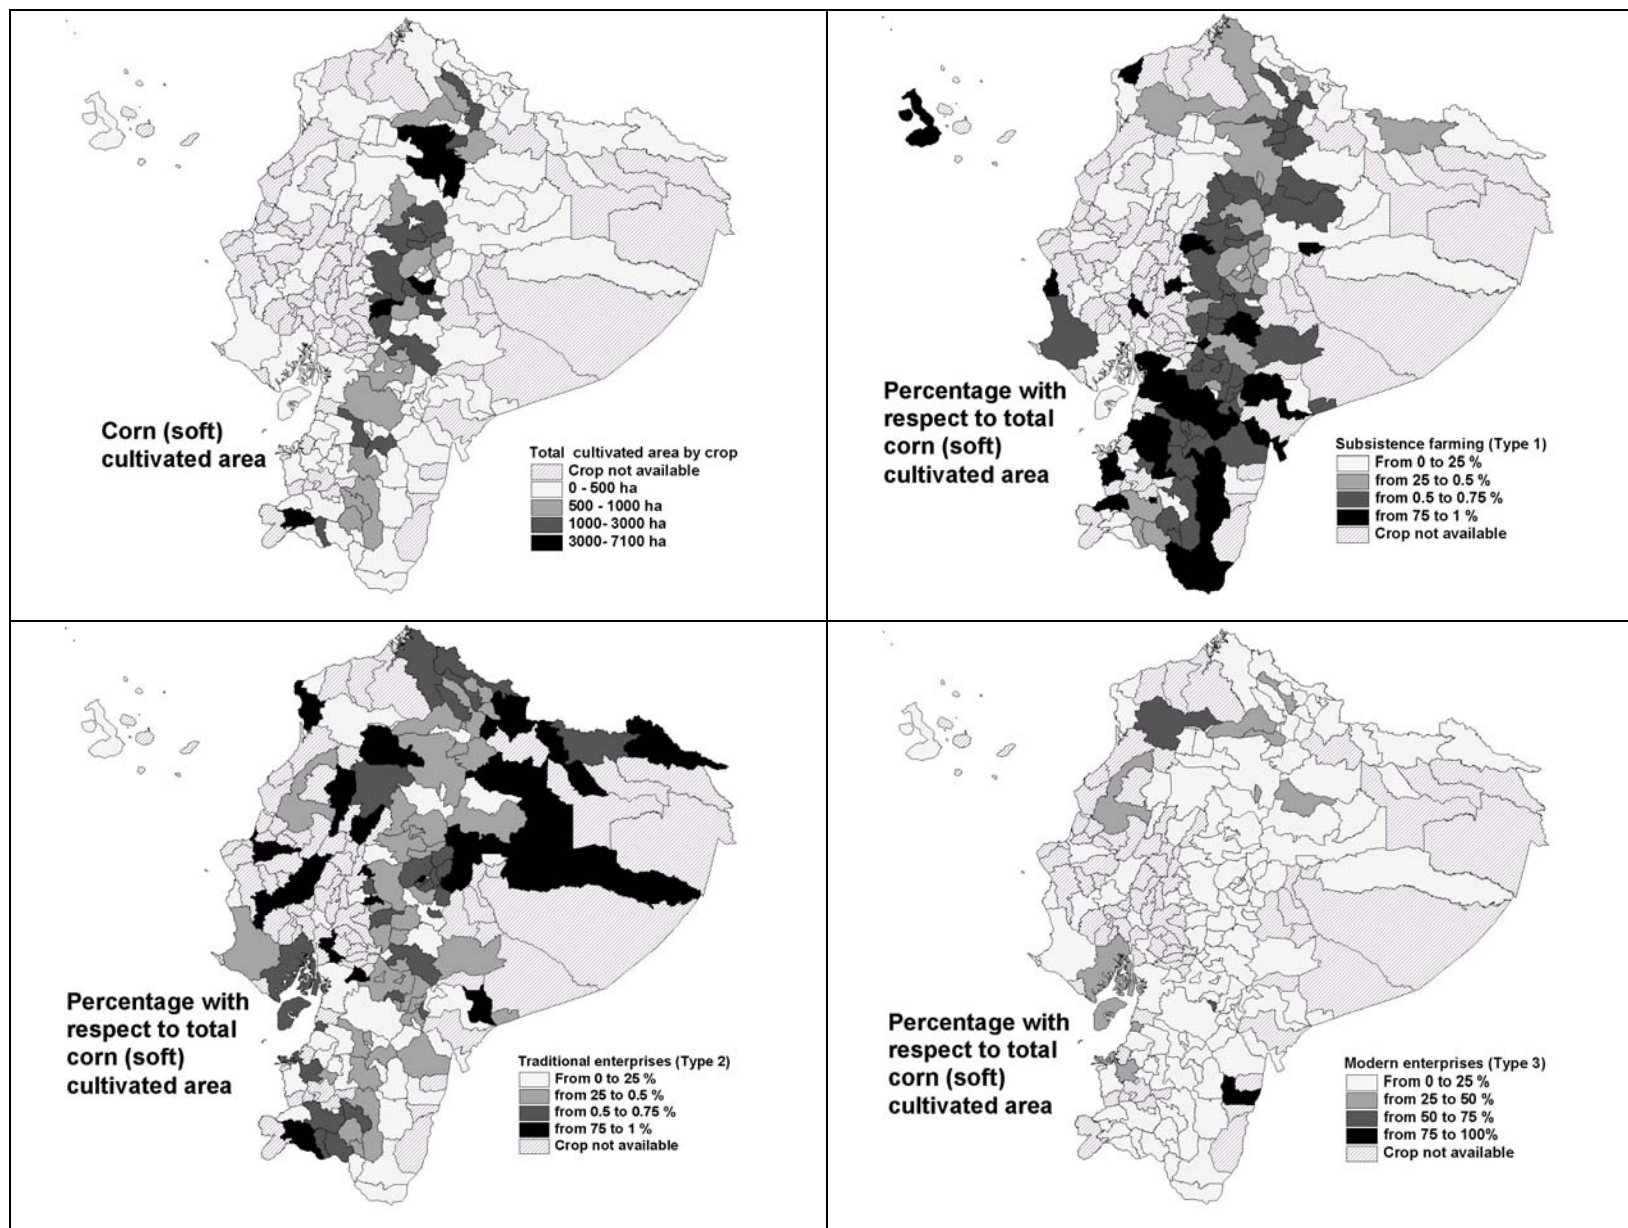 Corn (soft)
cultivated area
Total cultivated area by crop
Crop not available
0 - 500 ha
500 - 1000 ha
1000- 3000 ha
3000- 7100 ha
Percentage with
respect to total
corn (soft)
cultivated area
Subsistence farming (Type 1)
From 0 to 25 %
from 25 to 0.5 %
from 0.5 to 0.75 %
from 75 to 1 %
Crop not available
Percentage with
respect to total
corn (soft)
cultivated area
Traditional enterprises (Type 2)
From 0 to 25 %
from 25 to 0.5 %
from 0.5 to 0.75 %
from 75 to 1 %
Crop not available
Percentage with
respect to total
corn (soft)
cultivated area
Modern enterprises (Type 3)
From 0 to 25 %
from 25 to 50 %
from 50 to 75 %
from 75 to 100%
Crop not available